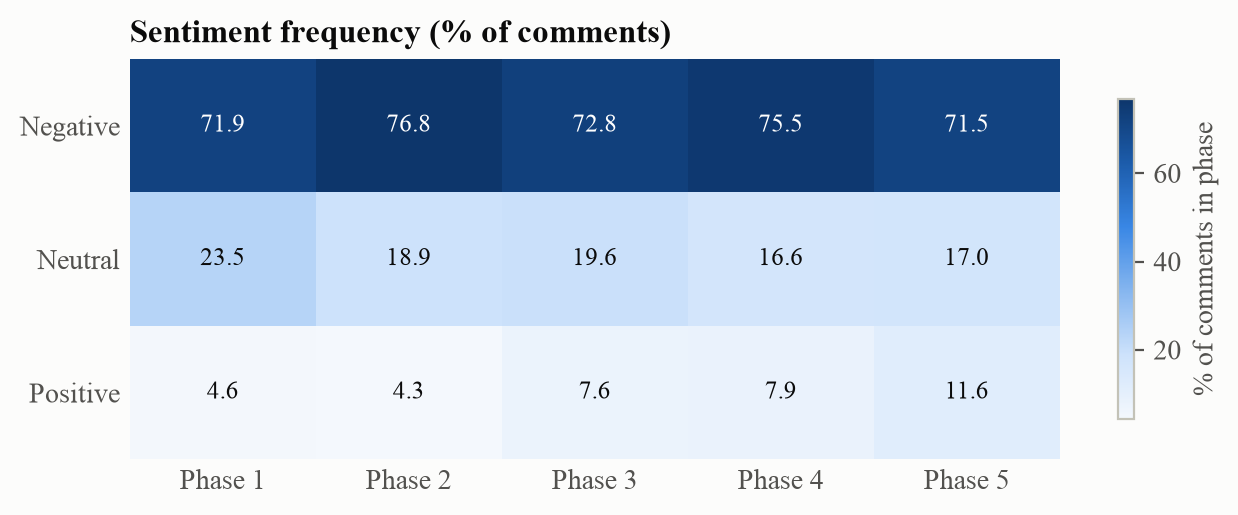 Sentiment frequency (% of comments)
Negative 71.9 76.8 72.8 75.5 71.5
Neutral 23.5 18.9 19.6 16.6 17.0
Positive 4.6 4.3 7.6 7.9 11.6
Phase 1 Phase 2 Phase 3 Phase 4 Phase 5
60
40
20
% of comments in phase